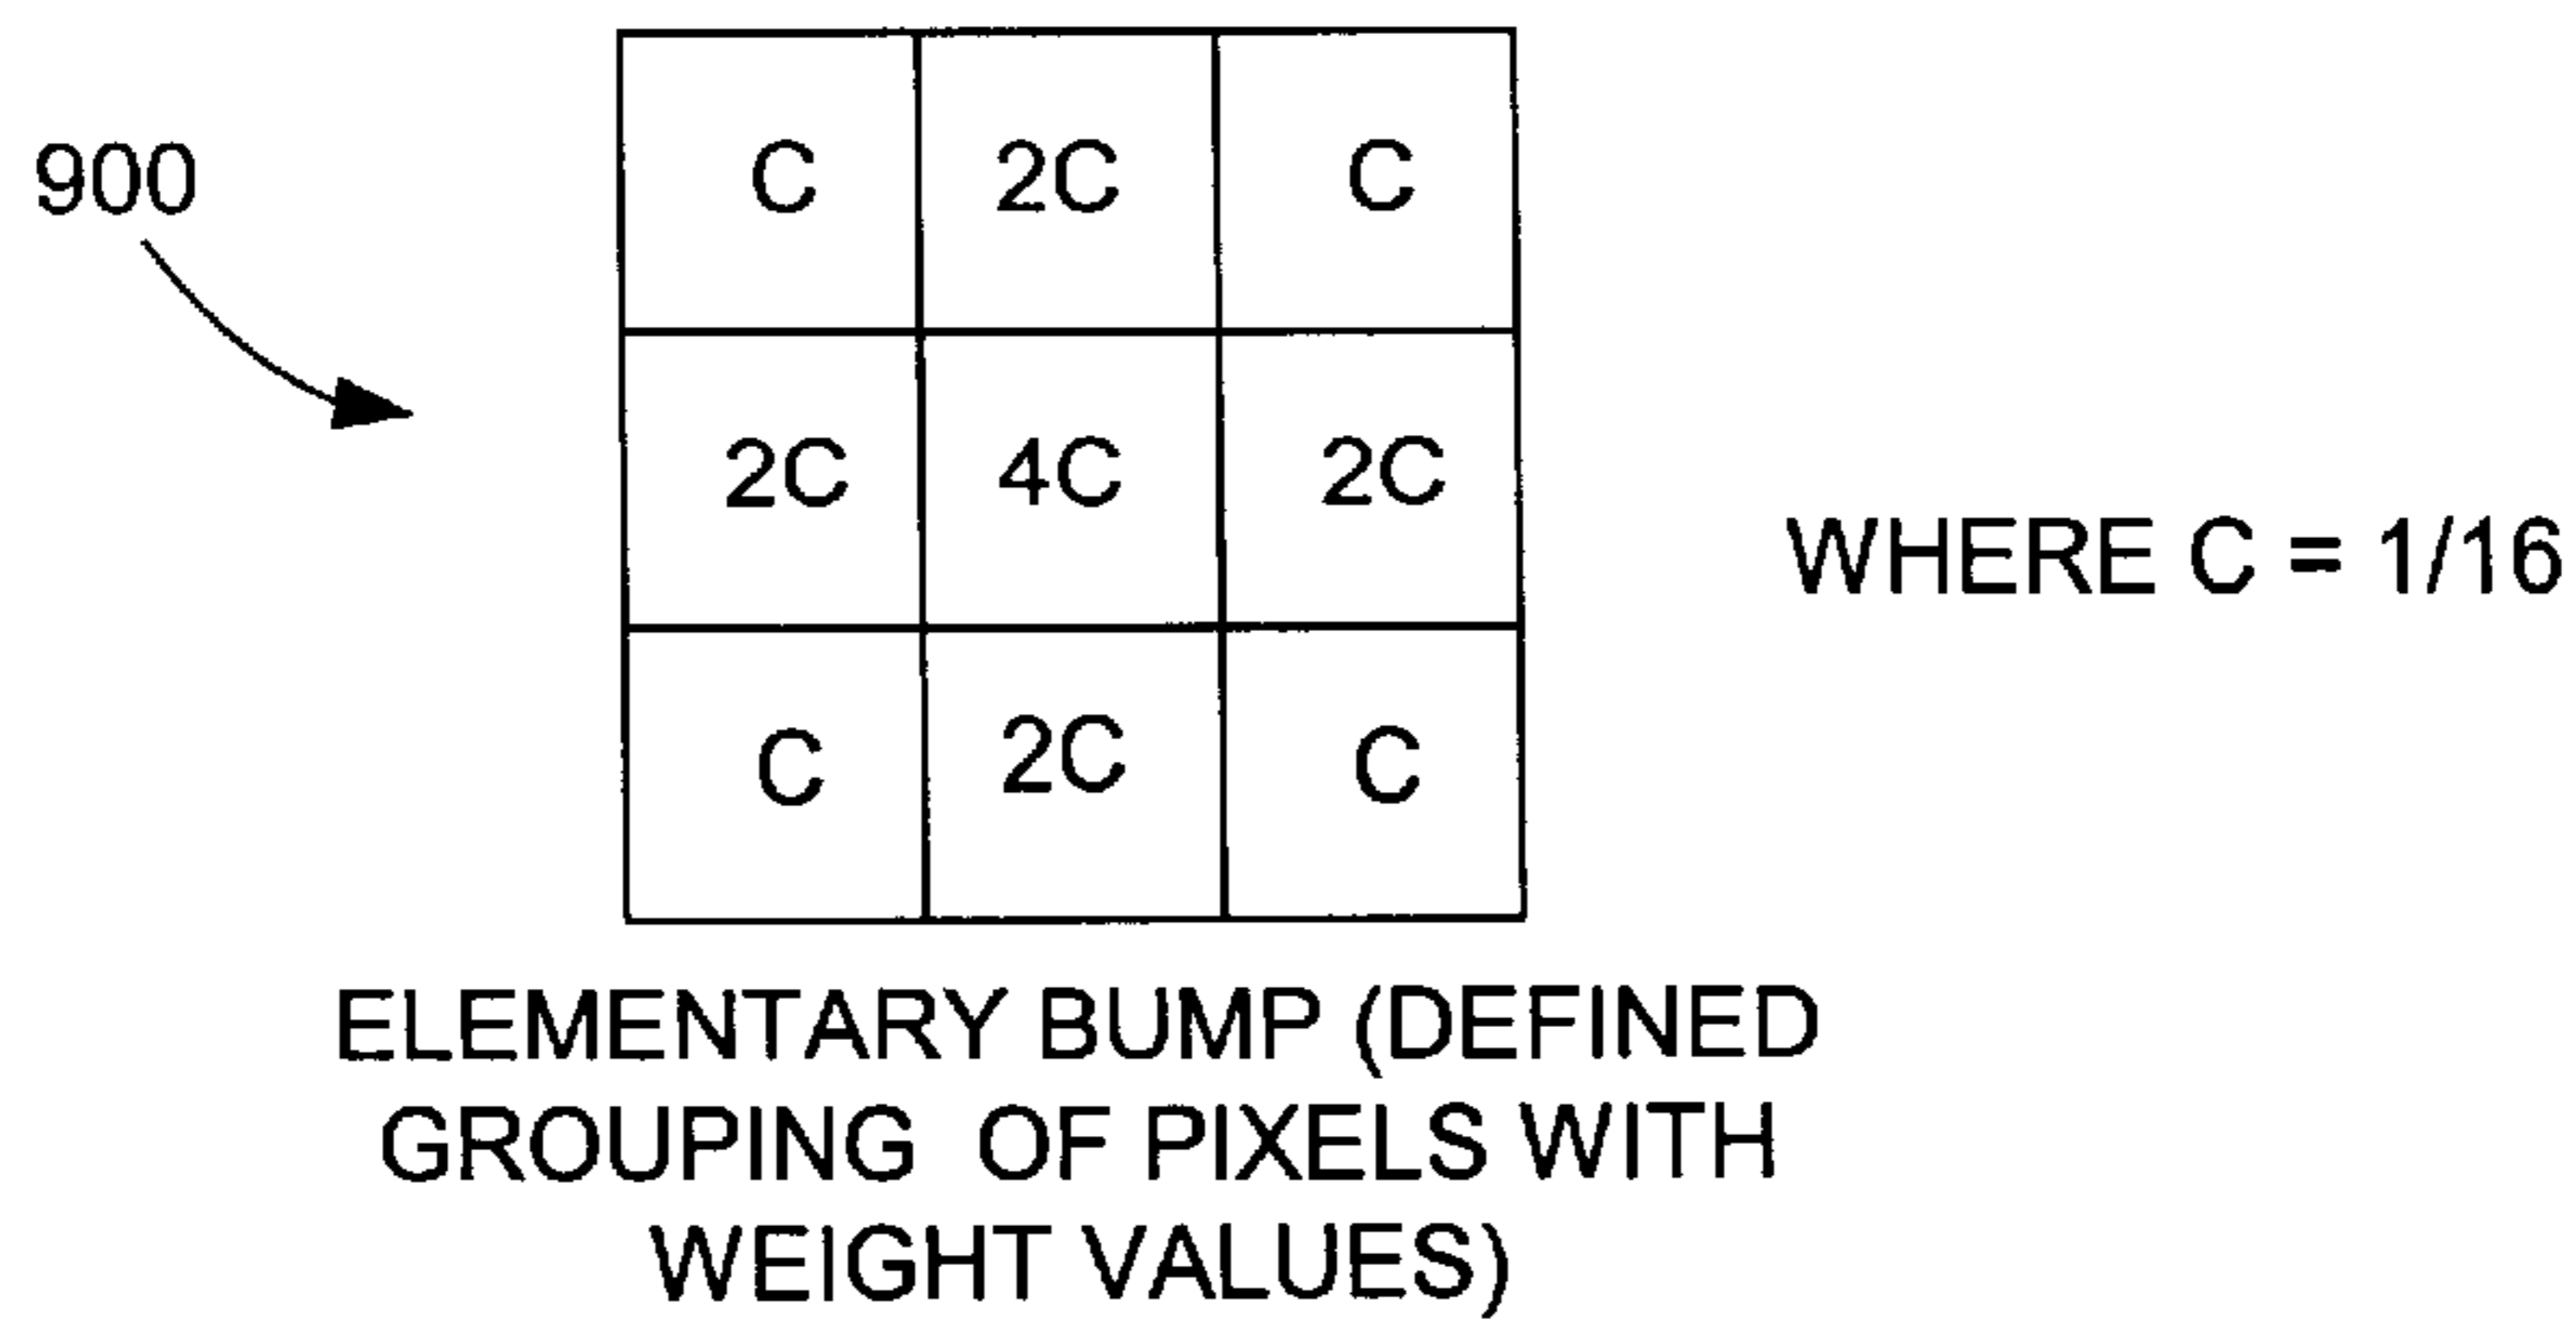 C 2C C
900
2C 4C 2C
WHERE C = 1/16
C 2C C
ELEMENTARY BUMP (DEFINED
GROUPING OF PIXELS WITH
WEIGHT VALUES)